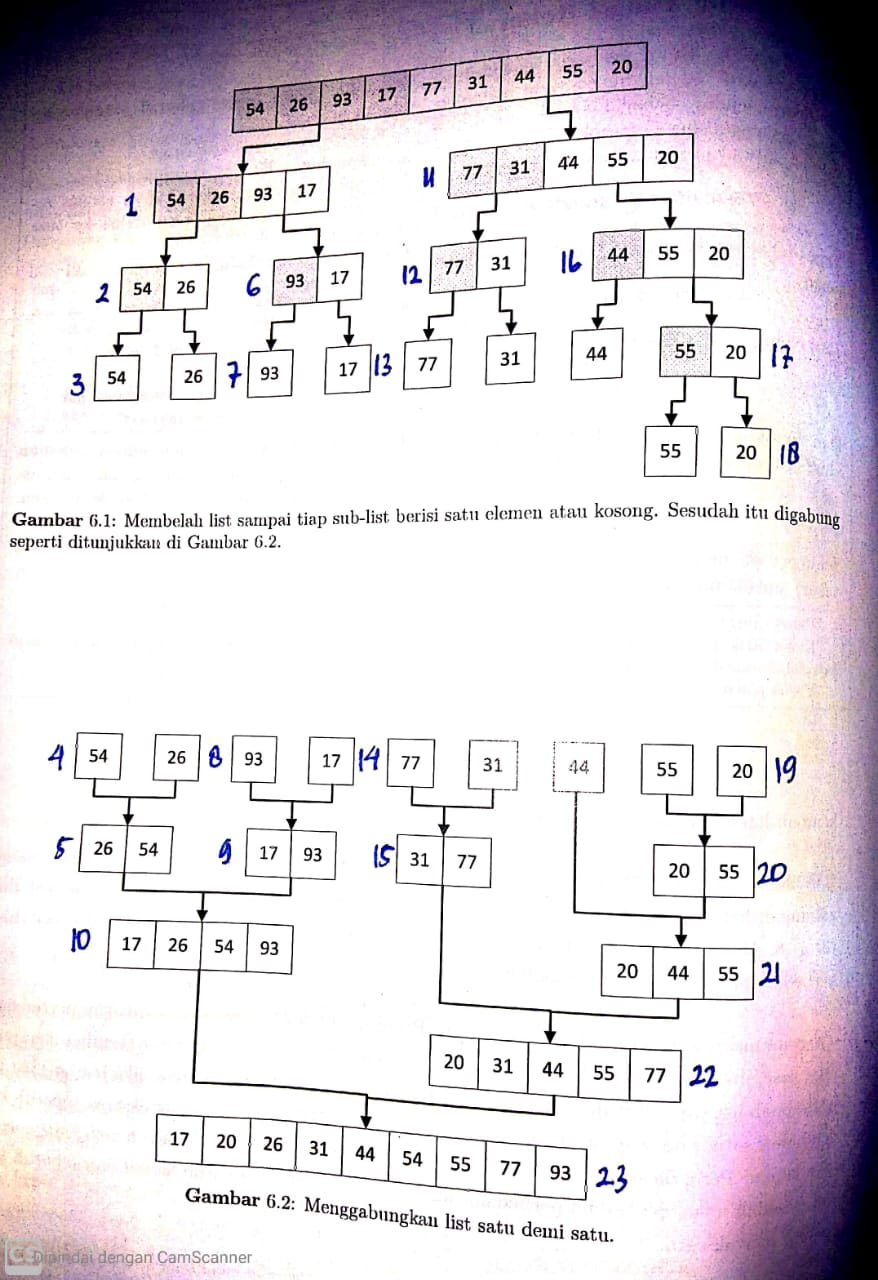 54 26 93 17 77 31 44 55 20
1 54 26 93 17 11 77 31 44 55 20
2 54 26 6 93 17 12 77 31 16 44 55 20
3 54 26 7 93 17 13 77 31 44 55 20 17
55 20 18
Gambar 6.1: Membelah list sampai tiap sub-list berisi satu elemen atau kosong. Sesudah itu digabung
seperti ditunjukkan di Gambar 6.2.
4 54 26 8 93 17 14 77 31 44 55 20 19
5 26 54 9 17 93 15 31 77 20 55 20
10 17 26 54 93 20 44 55 21
20 31 44 55 77 22
17 20 26 31 44 54 55 77 93 23
Gambar 6.2: Menggabungkan list satu demi satu.
CS Dipindai dengan CamScanner